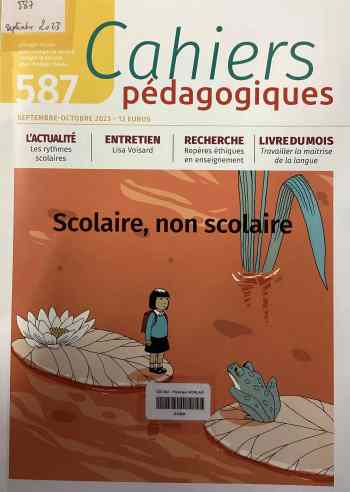 587
septembre 2023
Cahiers
587 pédagogiques
SEPTEMBRE-OCTOBRE 2023 - 12 EUROS
L'ACTUALITÉ
Les rythmes
scolaires
ENTRETIEN
Lisa Voisard
RECHERCHE
Repères éthiques
en enseignement
LIVRE DU MOIS
Travailler la maitrise
de la langue
Scolaire, non scolaire